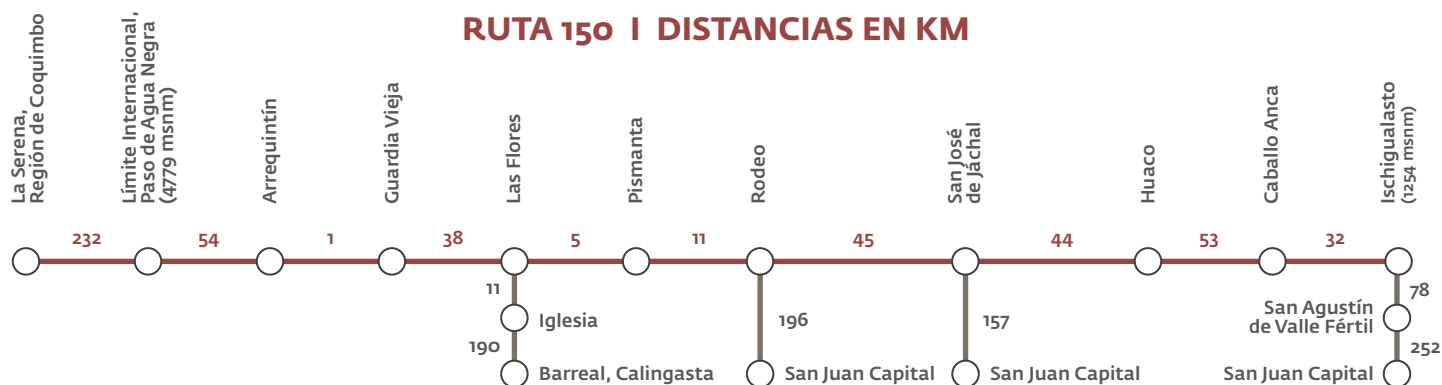 RUTA 150 I DISTANCIAS EN KM
La Serena,
Región de Coquimbo
Límite Internacional,
Paso de Agua Negra
(4779 msnm)
Arrequintín
Guardia Vieja
Las Flores
Pismanta
Rodeo
San José
de Jáchal
Huaco
Caballo Anca
Ischigualasto
(1254 msnm)
232
54
1
38
5
11
45
44
53
32
11
Iglesia
190
Barreal, Calingasta
196
San Juan Capital
157
San Juan Capital
78
San Agustín
de Valle Fértil
252
San Juan Capital